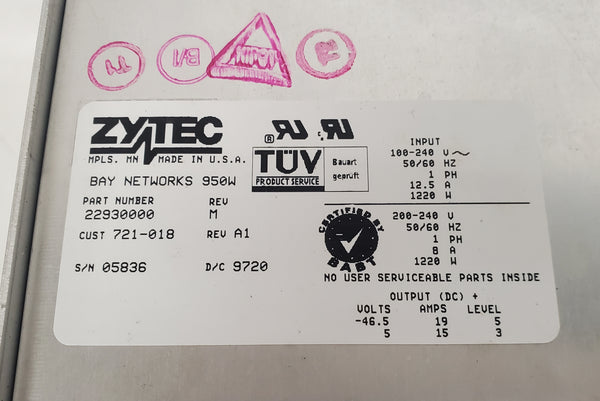 T1
B/1
ZYTEC
MPLS. MN MADE IN U.S.A.
BAY NETWORKS 950W
PART NUMBER REV
22930000 M
CUST 721-018 REV A1
S/N 05836 D/C 9720
TÜV
PRODUCT SERVICE
Bauart
geprüft
CERTIFIED BY
BABT
INPUT
100-240 V ~
50/60 HZ
1 PH
12.5 A
1220 W
200-240 V
50/60 HZ
1 PH
8 A
1220 W
NO USER SERVICEABLE PARTS INSIDE
OUTPUT (DC) +
VOLTS AMPS LEVEL
-46.5 19 5
5 15 3